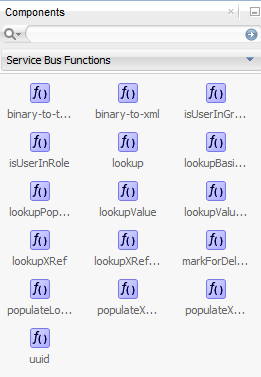 Components
Service Bus Functions
f()
f()
f()
binary-to-t...
binary-to-xml
isUserInGr...
f()
f()
f()
isUserInRole
lookup
lookupBasi...
f()
f()
f()
lookupPop...
lookupValue
lookupValu...
f()
f()
f()
lookupXRef
lookupXRef...
markForDel...
f()
f()
f()
populateLo...
populateX...
populateX...
f()
uuid